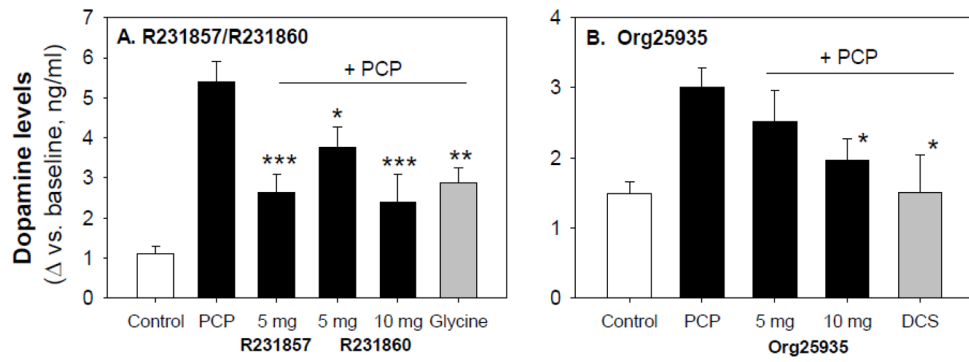 Dopamine levels
(Δ vs. baseline, ng/ml)
7
6
5
4
3
2
1
0
A. R231857/R231860
+ PCP
***
*
***
**
Control PCP 5 mg 5 mg 10 mg Glycine
R231857 R231860
4
3
2
1
0
B. Org25935
+ PCP
*
*
Control PCP 5 mg 10 mg DCS
Org25935